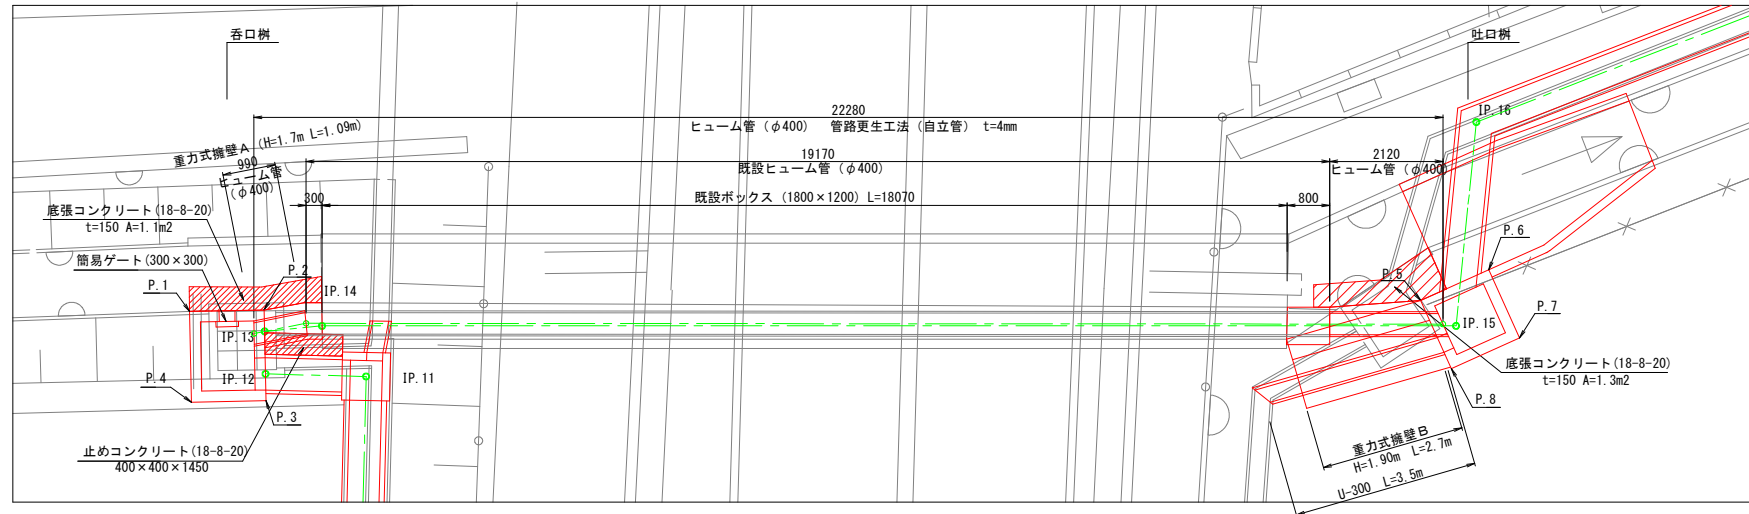 呑口桝
吐口桝
22280
ヒューム管（φ400）　管路更生工法（自立管）　t=4mm
IP.16
重力式擁壁A（H=1.7m L=1.09m）
990
ヒューム管
（φ400）
19170
既設ヒューム管（φ400）
2120
ヒューム管（φ400）
300
既設ボックス（1800×1200）L=18070
800
底張コンクリート(18-8-20)
t=150 A=1.1m2
簡易ゲート(300×300)
P.1
P.2
IP.14
P.5
P.6
P.7
IP.13
IP.15
IP.12
IP.11
P.4
P.3
底張コンクリート(18-8-20)
t=150 A=1.3m2
P.8
止めコンクリート(18-8-20)
400×400×1450
重力式擁壁B
H=1.90m L=2.7m
U-300 L=3.5m